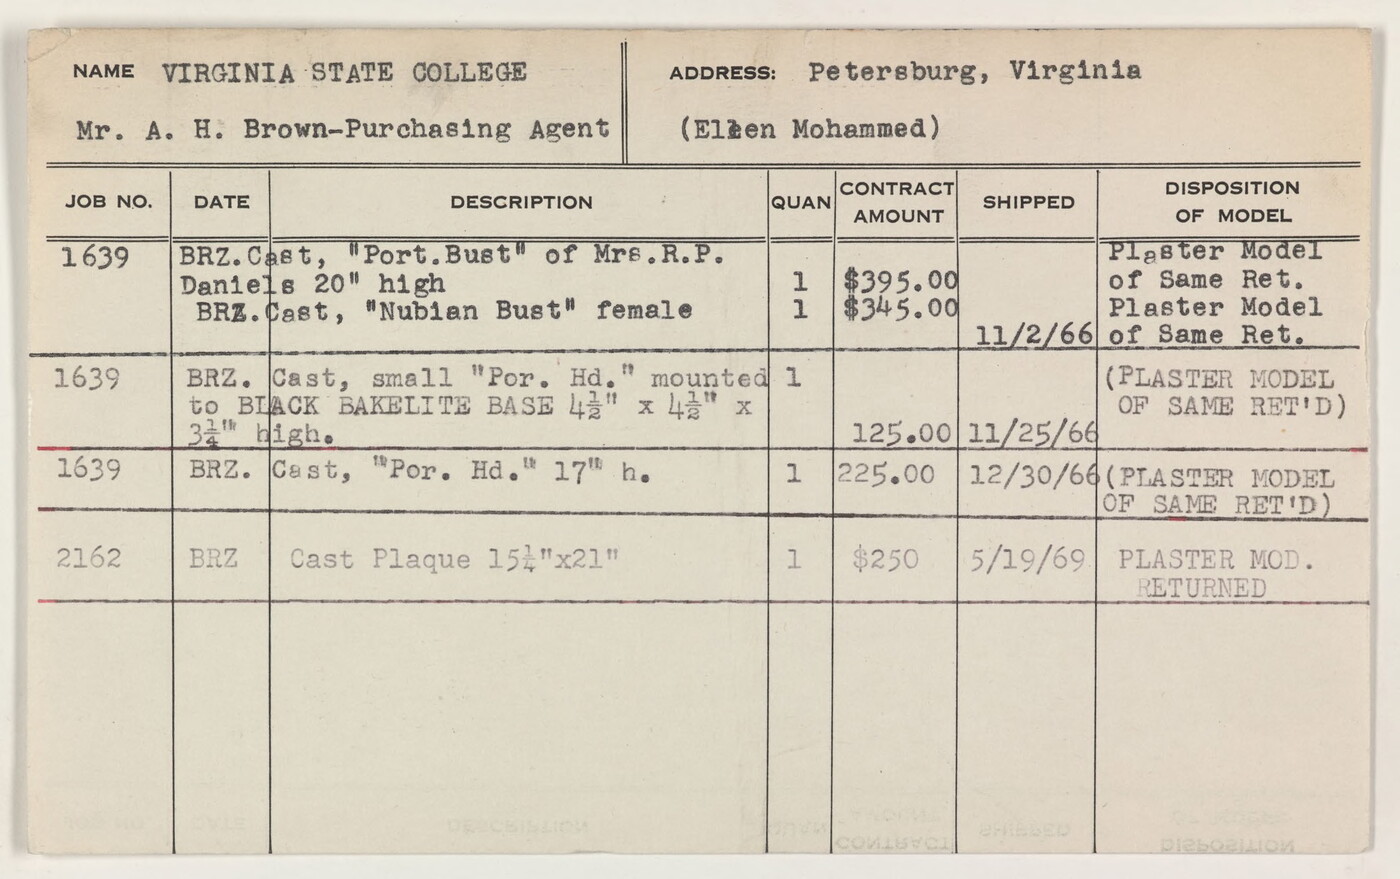 NAME VIRGINIA STATE COLLEGE ADDRESS: Petersburg, Virginia
Mr. A. H. Brown-Purchasing Agent (Ellen Mohammed)
JOB NO. DATE DESCRIPTION QUAN CONTRACT AMOUNT SHIPPED DISPOSITION OF MODEL
1639 BRZ.Cast, "Port.Bust" of Mrs.R.P. Plaster Model
Daniels 20" high 1 $395.00 of Same Ret.
BRZ.Cast, "Nubian Bust" female 1 $345.00 Plaster Model
11/2/66 of Same Ret.
1639 BRZ. Cast, small "Por. Hd." mounted 1 (PLASTER MODEL
to BLACK BAKELITE BASE 4½" x 4½" x OF SAME RET'D)
3¼" high. 125.00 11/25/66
1639 BRZ. Cast, "Por. Hd." 17" h. 1 225.00 12/30/66 (PLASTER MODEL
OF SAME RET'D)
2162 BRZ Cast Plaque 15¼"x21" 1 $250 5/19/69 PLASTER MOD.
RETURNED